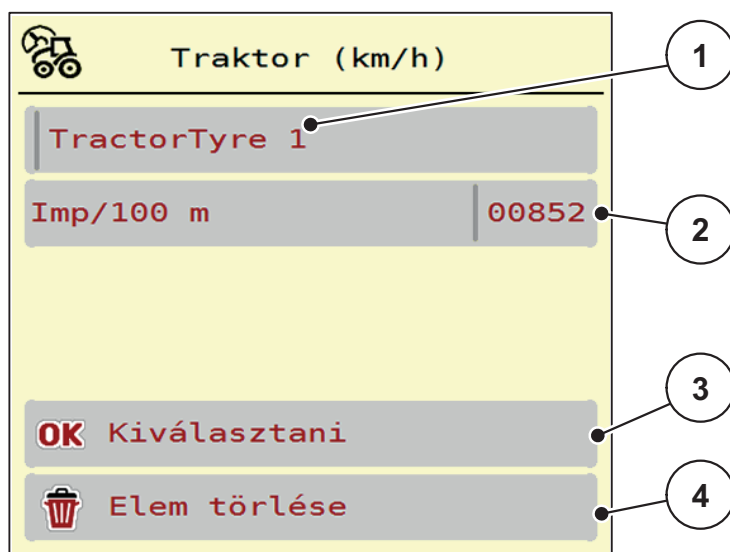 Traktor (km/h)
1
TractorTyre 1
Imp/100 m 00852
2
3
OK Kiválasztani
4
Elem törlése